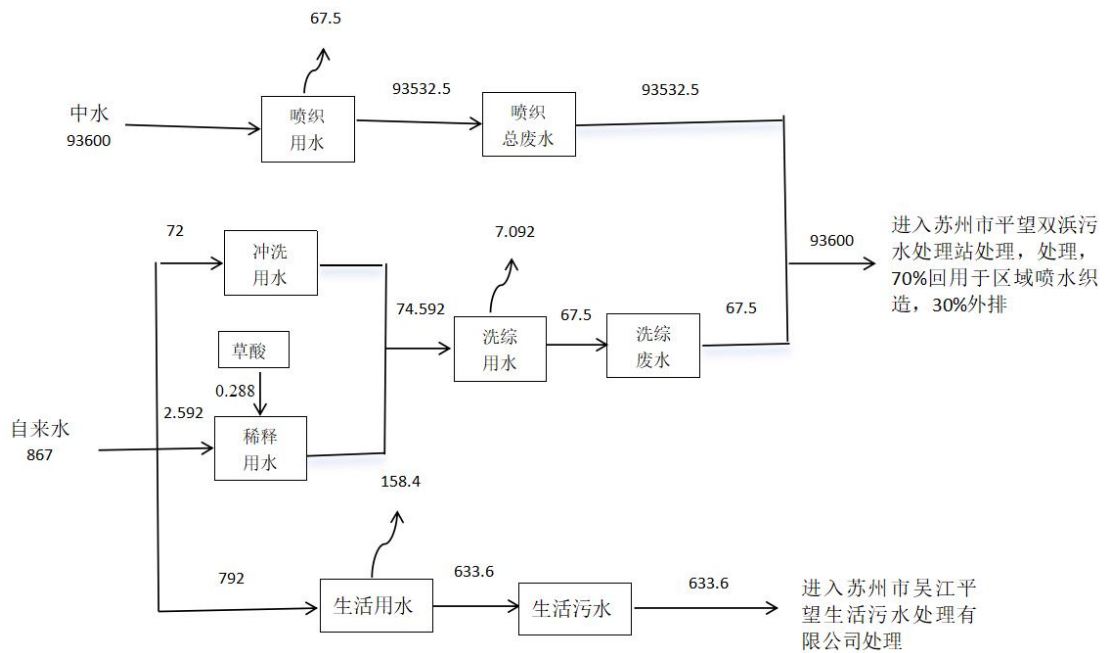 67.5
中水
93600
喷织
用水
93532.5
喷织
总废水
93532.5
72
冲洗
用水
7.092
93600
进入苏州市平望双浜污
水处理站处理，处理，
70%回用于区域喷水织
造，30%外排
草酸
0.288
74.592
洗综
用水
67.5
洗综
废水
67.5
自来水
867
2.592
稀释
用水
158.4
792
生活用水
633.6
生活污水
633.6
进入苏州市吴江平
望生活污水处理有
限公司处理